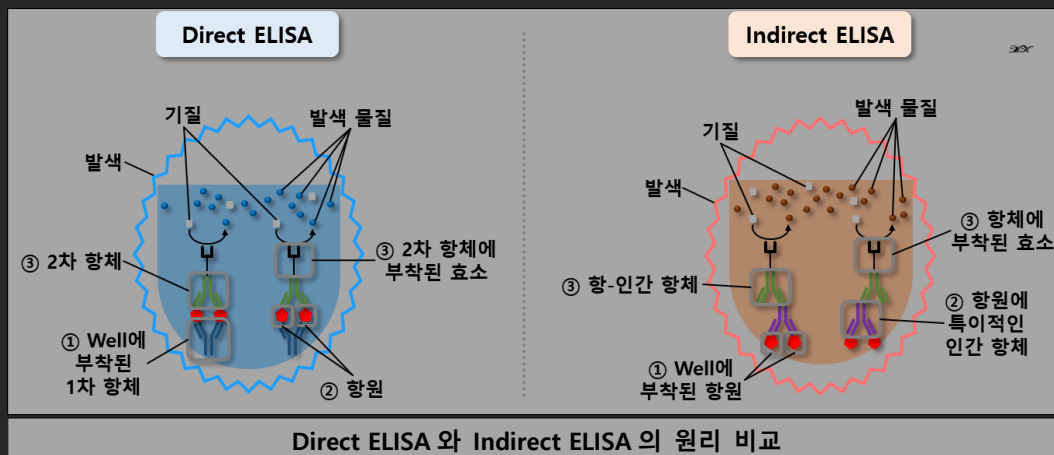 Direct ELISA
Indirect ELISA
기질
발색 물질
발색
③ 2차 항체
③ 2차 항체에
부착된 효소
① Well에
부착된
1차 항체
② 항원
기질
발색 물질
발색
③ 항체에
부착된 효소
③ 항-인간 항체
② 항원에
특이적인
인간 항체
① Well에
부착된 항원
Direct ELISA 와 Indirect ELISA 의 원리 비교